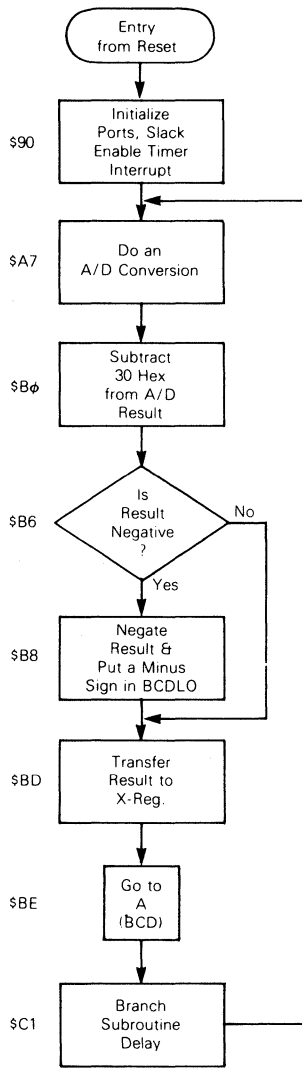 Entry
from Reset
$90
Initialize
Ports, Slack
Enable Timer
Interrupt
$A7
Do an
A/D Conversion
$Bϕ
Subtract
30 Hex
from A/D
Result
$B6
Is
Result
Negative
?
No
Yes
$B8
Negate
Result &
Put a Minus
Sign in BCDLO
$BD
Transfer
Result to
X-Reg.
$BE
Go to
A
(BCD)
$C1
Branch
Subroutine
Delay